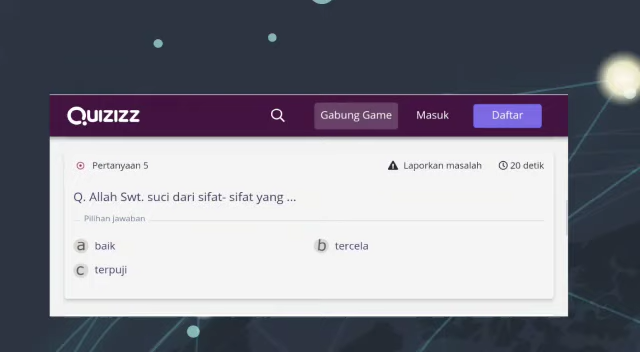 QUIZIZZ Gabung Game Masuk Daftar
Pertanyaan 5 Laporkan masalah 20 detik
Q. Allah Swt. suci dari sifat- sifat yang ...
Pilihan jawaban
a baik b tercela
c terpuji